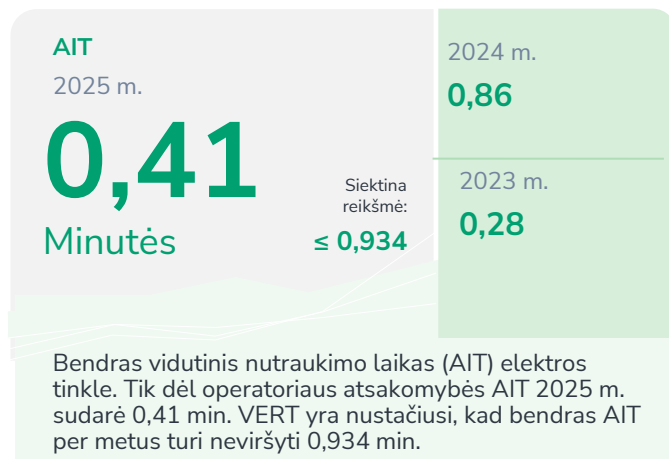 AIT
2025 m.
0,41
Minutės
Siektina
reikšmė:
≤ 0,934
2024 m.
0,86
2023 m.
0,28
Bendras vidutinis nutraukimo laikas (AIT) elektros
tinkle. Tik dėl operatoriaus atsakomybės AIT 2025 m.
sudarė 0,41 min. VERT yra nustačiusi, kad bendras AIT
per metus turi neviršyti 0,934 min.